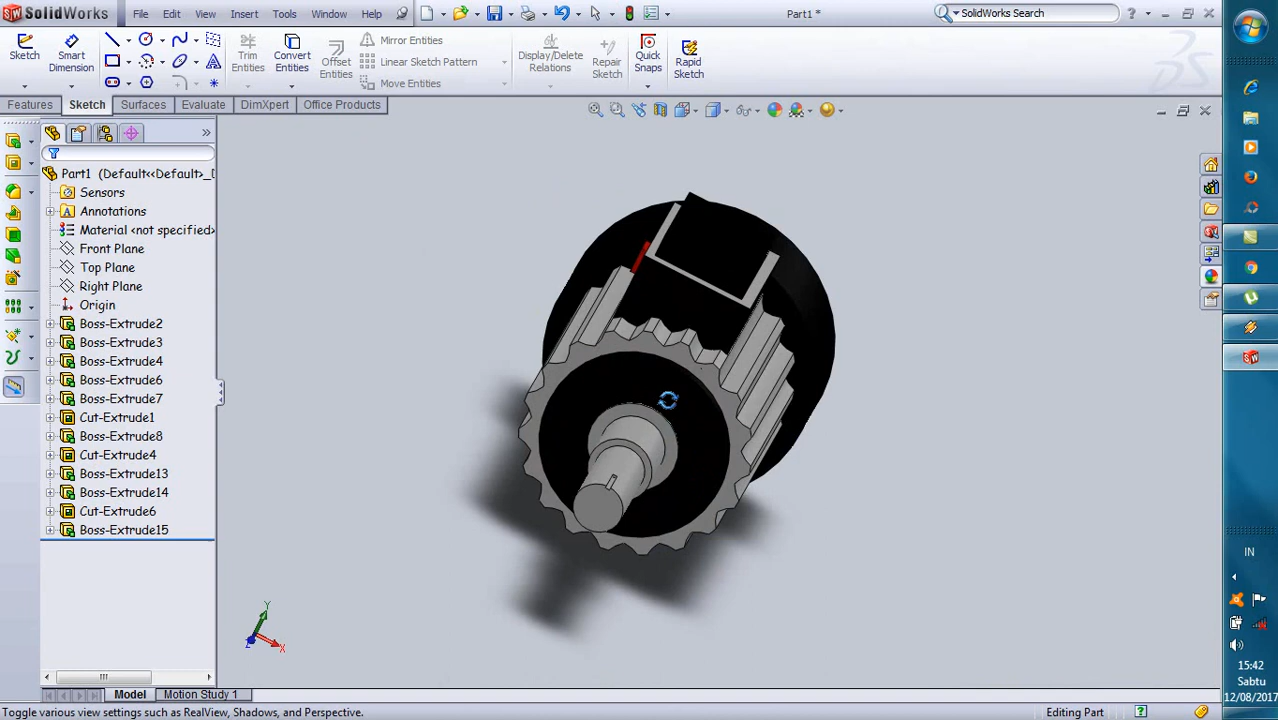 SolidWorks File Edit View Insert Tools Window Help Part1 * SolidWorks Search
Sketch Smart Dimension Trim Entities Convert Entities Offset Entities Mirror Entities Linear Sketch Pattern Move Entities Display/Delete Relations Repair Sketch Quick Snaps Rapid Sketch
Features Sketch Surfaces Evaluate DimXpert Office Products
Part1 (Default<<Default>_D
Sensors
Annotations
Material <not specified>
Front Plane
Top Plane
Right Plane
Origin
Boss-Extrude2
Boss-Extrude3
Boss-Extrude4
Boss-Extrude6
Boss-Extrude7
Cut-Extrude1
Boss-Extrude8
Cut-Extrude4
Boss-Extrude13
Boss-Extrude14
Cut-Extrude6
Boss-Extrude15
Y
Z
X
Model Motion Study 1
Toggle various view settings such as RealView, Shadows, and Perspective. Editing Part
IN
15:42
Sabtu
12/08/2017